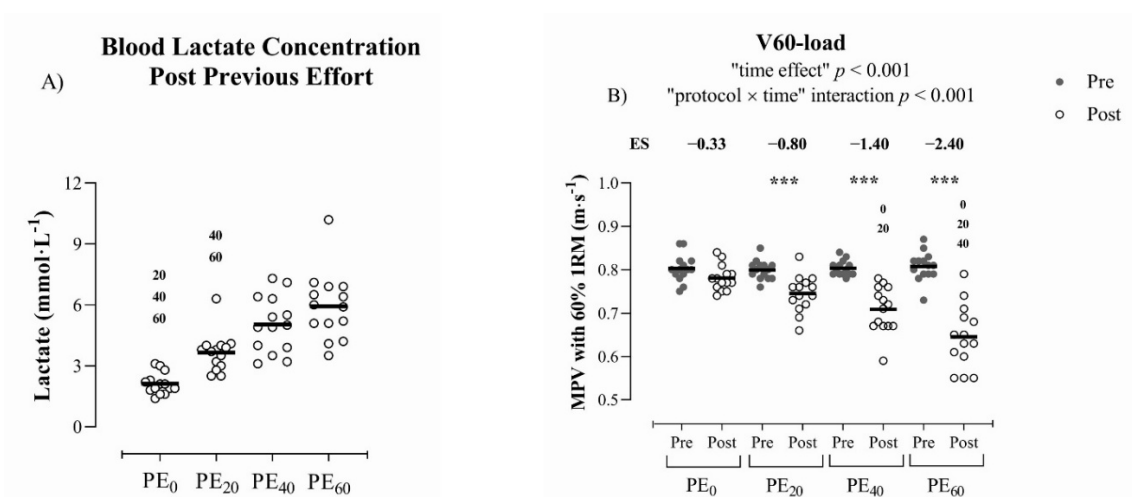 Blood Lactate Concentration
Post Previous Effort
A)
12
9
6
3
0
Lactate (mmol·L⁻¹)
20
40
60
40
60
PE₀ PE₂₀ PE₄₀ PE₆₀
V60-load
"time effect" p < 0.001
B)
"protocol × time" interaction p < 0.001
Pre
Post
ES −0.33 −0.80 −1.40 −2.40
*** *** ***
0
20
0
20
40
1.0
0.9
0.8
0.7
0.6
0.5
MPV with 60% 1RM (m·s⁻¹)
Pre Post Pre Post Pre Post Pre Post
PE₀ PE₂₀ PE₄₀ PE₆₀